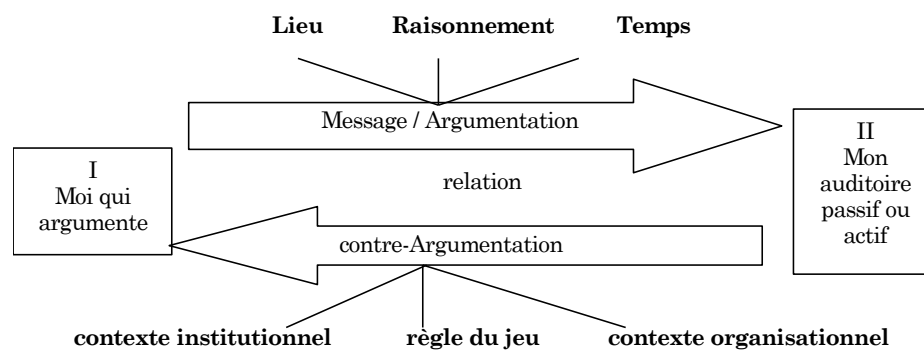 Lieu Raisonnement Temps
Message / Argumentation
I
Moi qui
argumente
relation
II
Mon
auditoire
passif ou
actif
contre-Argumentation
contexte institutionnel règle du jeu contexte organisationnel